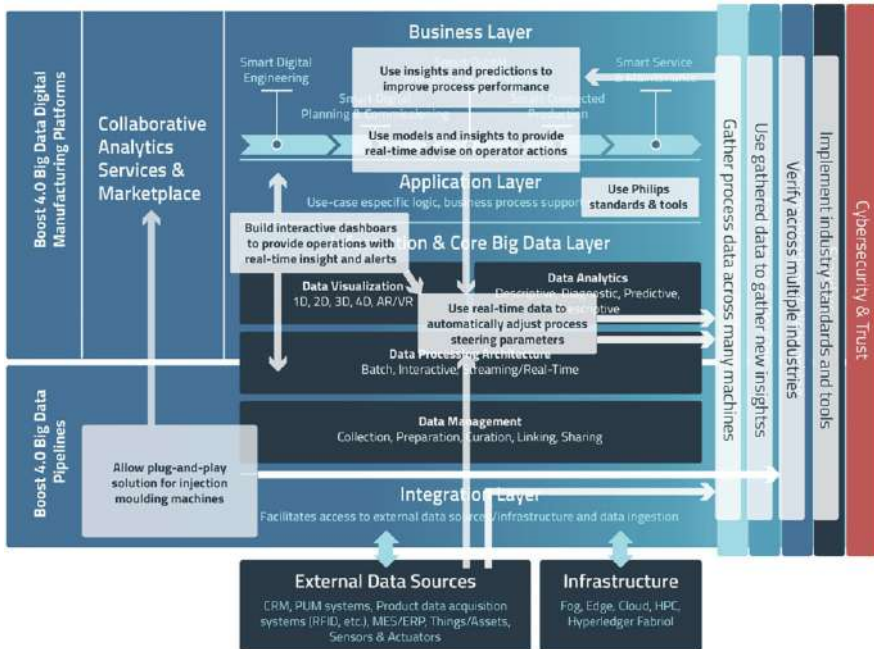 Boost 4.0 Big Data Digital
Manufacturing Platforms
Boost 4.0 Big Data
Pipelines
Collaborative
Analytics
Services &
Marketplace
Business Layer
Smart Digital
Engineering
Smart Digital
Planning & Commissioning
Production
Smart Service
& Maintenance
Use insights and predictions to
improve process performance
Use models and insights to provide
real-time advise on operator actions
Application Layer
Use-case especific logic, business process support
Use Philips
standards & tools
Build interactive dashboars
to provide operations with
real-time insight and alerts
& Core Big Data Layer
Data Visualization
1D, 2D, 3D, 4D, AR/VR
Data Analytics
Descriptive, Diagnostic, Predictive,
Use real-time data to
automatically adjust process
steering parameters
Data Processing Architecture
Batch, Interactive, Streaming/Real-Time
Data Management
Collection, Preparation, Curation, Linking, Sharing
Allow plug-and-play
solution for injection
moulding machines
Integration Layer
Facilitates access to external data source /infrastructure and data ingestion
External Data Sources
CRM, PUM systems, Product data acquisition
systems (RFID, etc.), MES/ERP, Things/Assets,
Sensors & Actuators
Infrastructure
Fog, Edge, Cloud, HPC,
Hyperledger Fabriol
Gather process data across many machines
Use gathered data to gather new insightss
Verify across multiple industries
Implement industry standards and tools
Cybersecurity & Trust